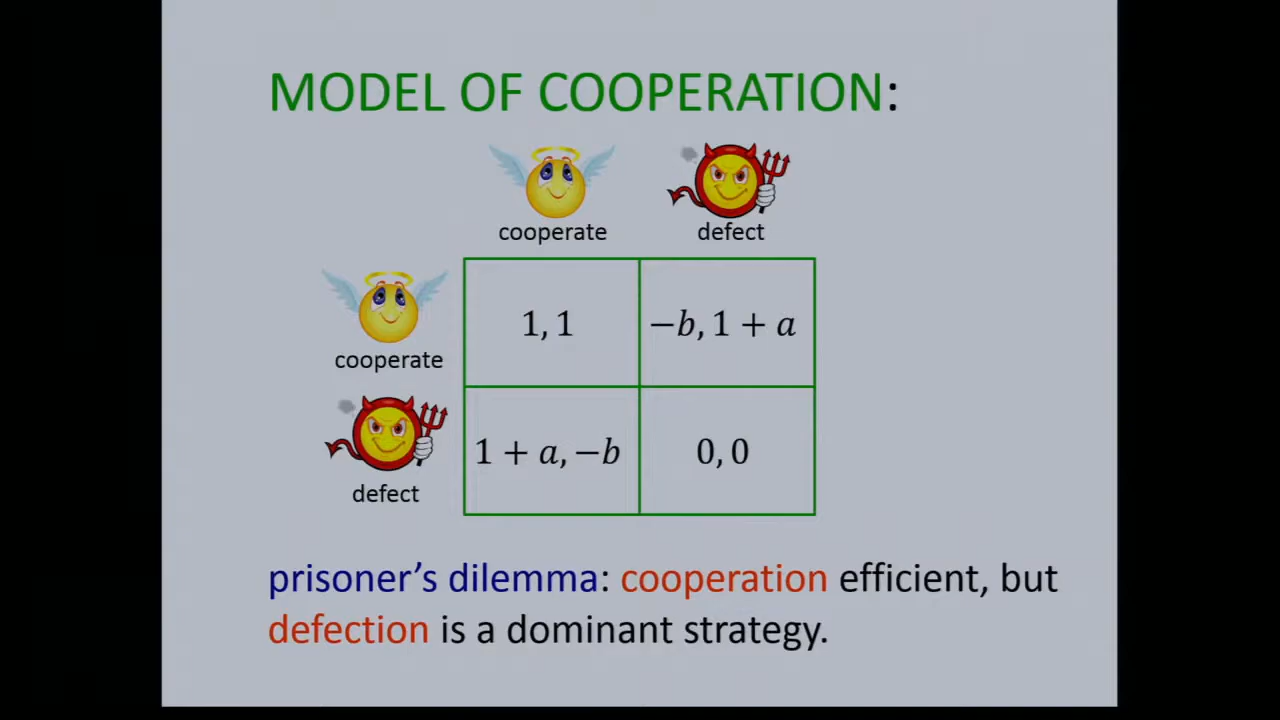 MODEL OF COOPERATION:
cooperate defect
cooperate
1, 1 −b, 1 + a
defect
1 + a, −b 0, 0
prisoner's dilemma: cooperation efficient, but
defection is a dominant strategy.